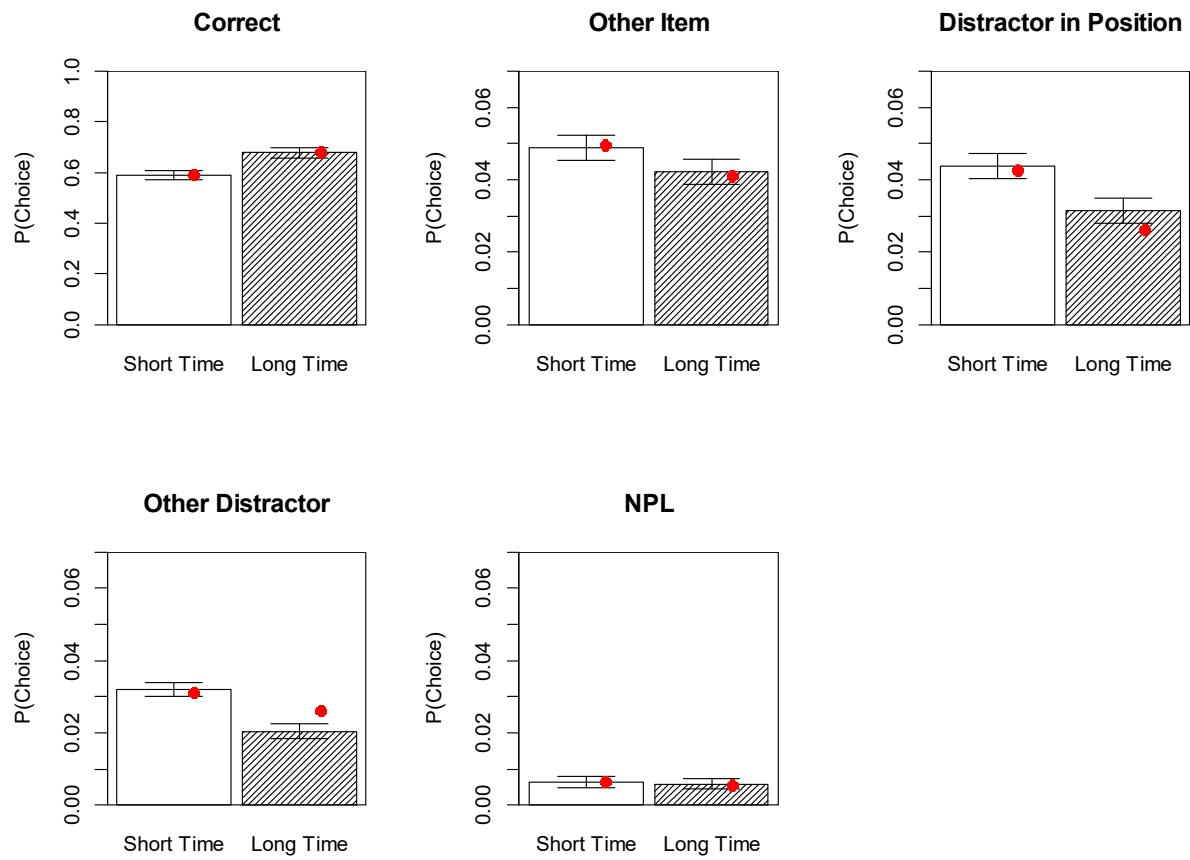 Correct
P(Choice)
0.0 0.2 0.4 0.6 0.8 1.0
Short Time Long Time
Other Item
P(Choice)
0.00 0.02 0.04 0.06
Short Time Long Time
Distractor in Position
P(Choice)
0.00 0.02 0.04 0.06
Short Time Long Time
Other Distractor
P(Choice)
0.00 0.02 0.04 0.06
Short Time Long Time
NPL
P(Choice)
0.00 0.02 0.04 0.06
Short Time Long Time